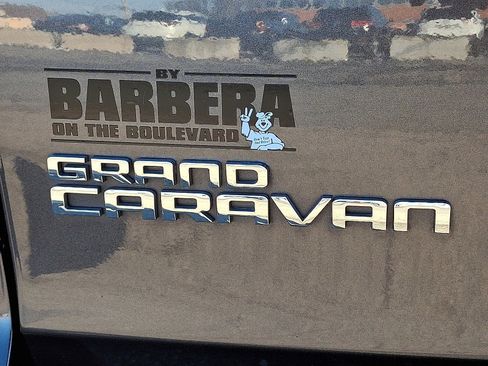 BY
BARBERA
ON THE BOULEVARD
GRAND
CARAVAN